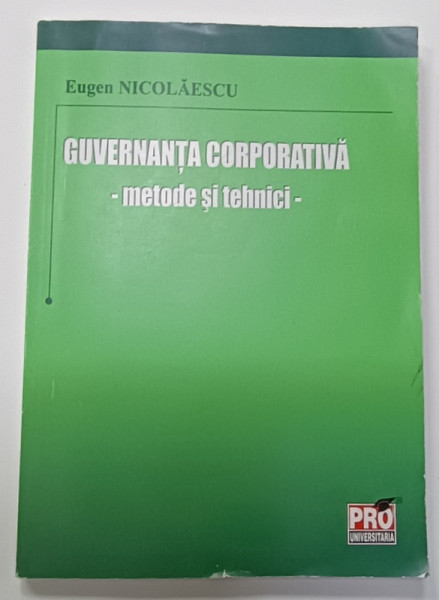 Eugen NICOLĂESCU
GUVERNANȚA CORPORATIVĂ
- metode și tehnici -
PRO
UNIVERSITARIA